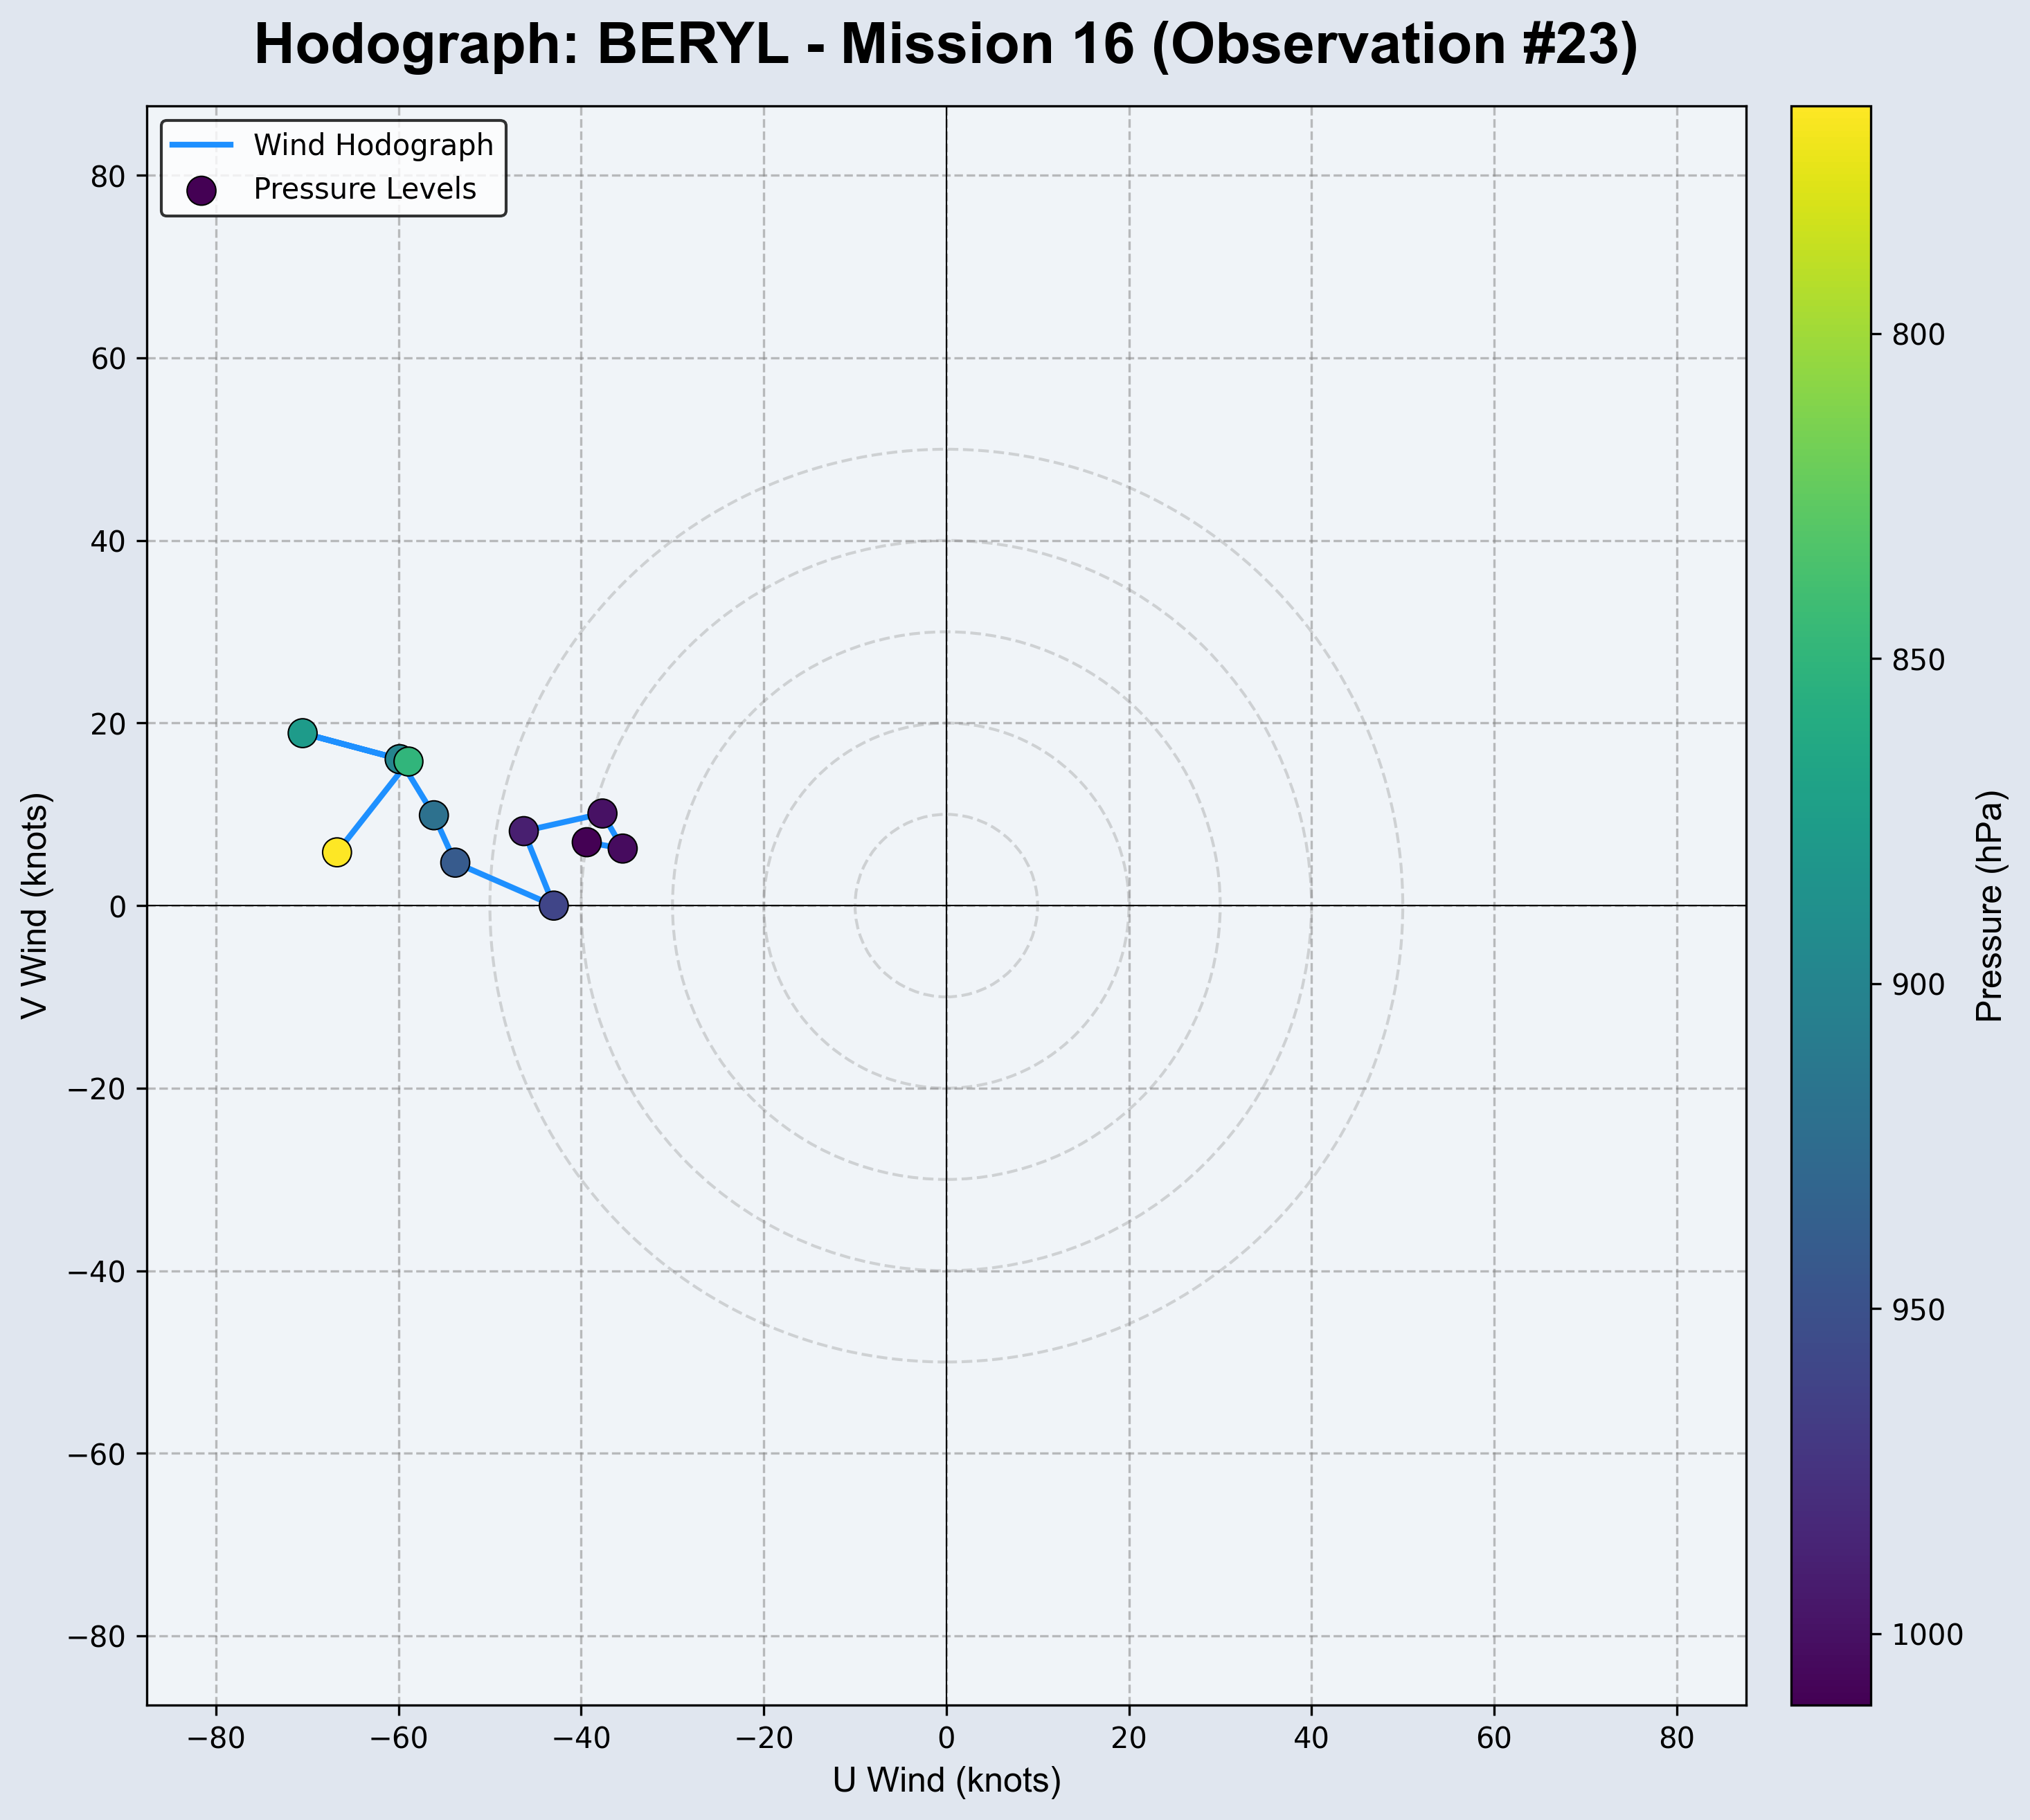 Hodograph: BERYL - Mission 16 (Observation #23)
Wind Hodograph
Pressure Levels
80
60
40
20
0
−20
−40
−60
−80
V Wind (knots)
−80 −60 −40 −20 0 20 40 60 80
U Wind (knots)
800
850
900
950
1000
Pressure (hPa)